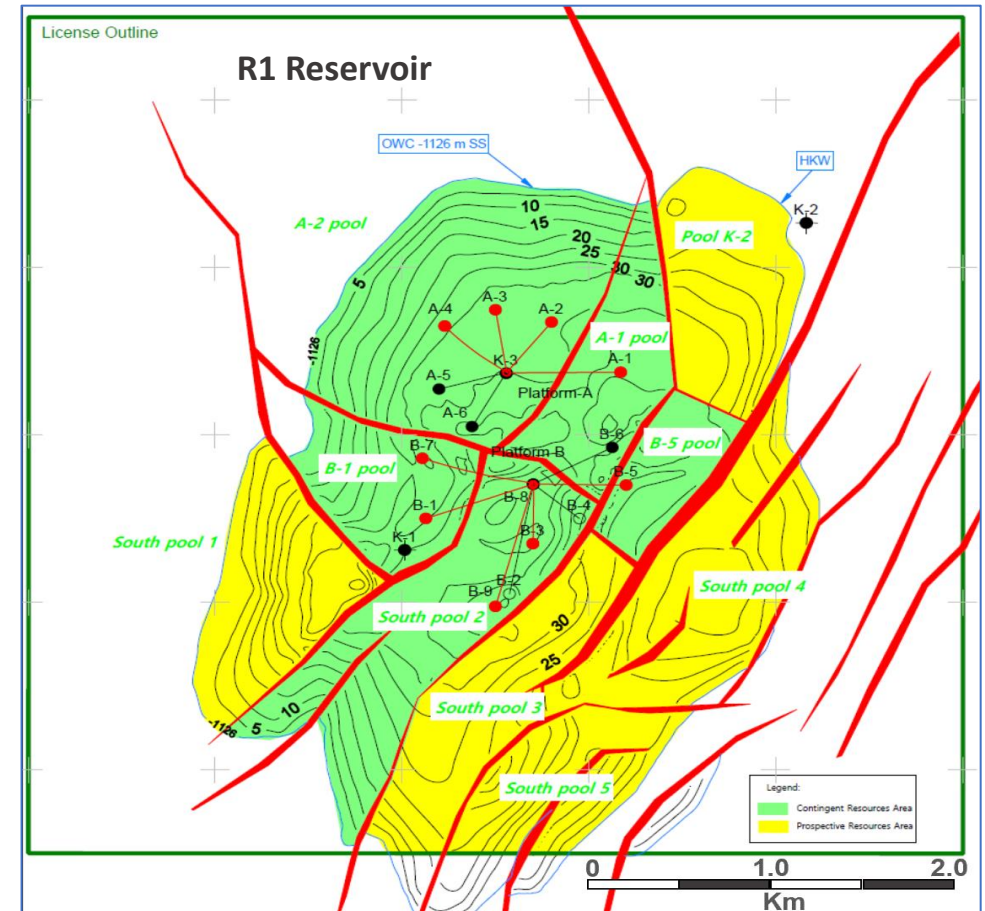 License Outline
R1 Reservoir
OWC -1126 m SS
HKW
K-2
A-2 pool
10
15
Pool K-2
20
25
30
30
5
A-3
A-4
A-2
A-1 pool
-1126
K-3
A-1
A-5
Platform-A
A-6
B-6
B-7
Platform B
B-5 pool
B-1 pool
B-5
B-8
B-1
B-4
B-3
K-1
South pool 1
B-2
South pool 4
B-9
South pool 2
30
25
10
South pool 3
-1126
5
South pool 5
Legend:
Contingent Resources Area
Prospective Resources Area
0 1.0 2.0
Km